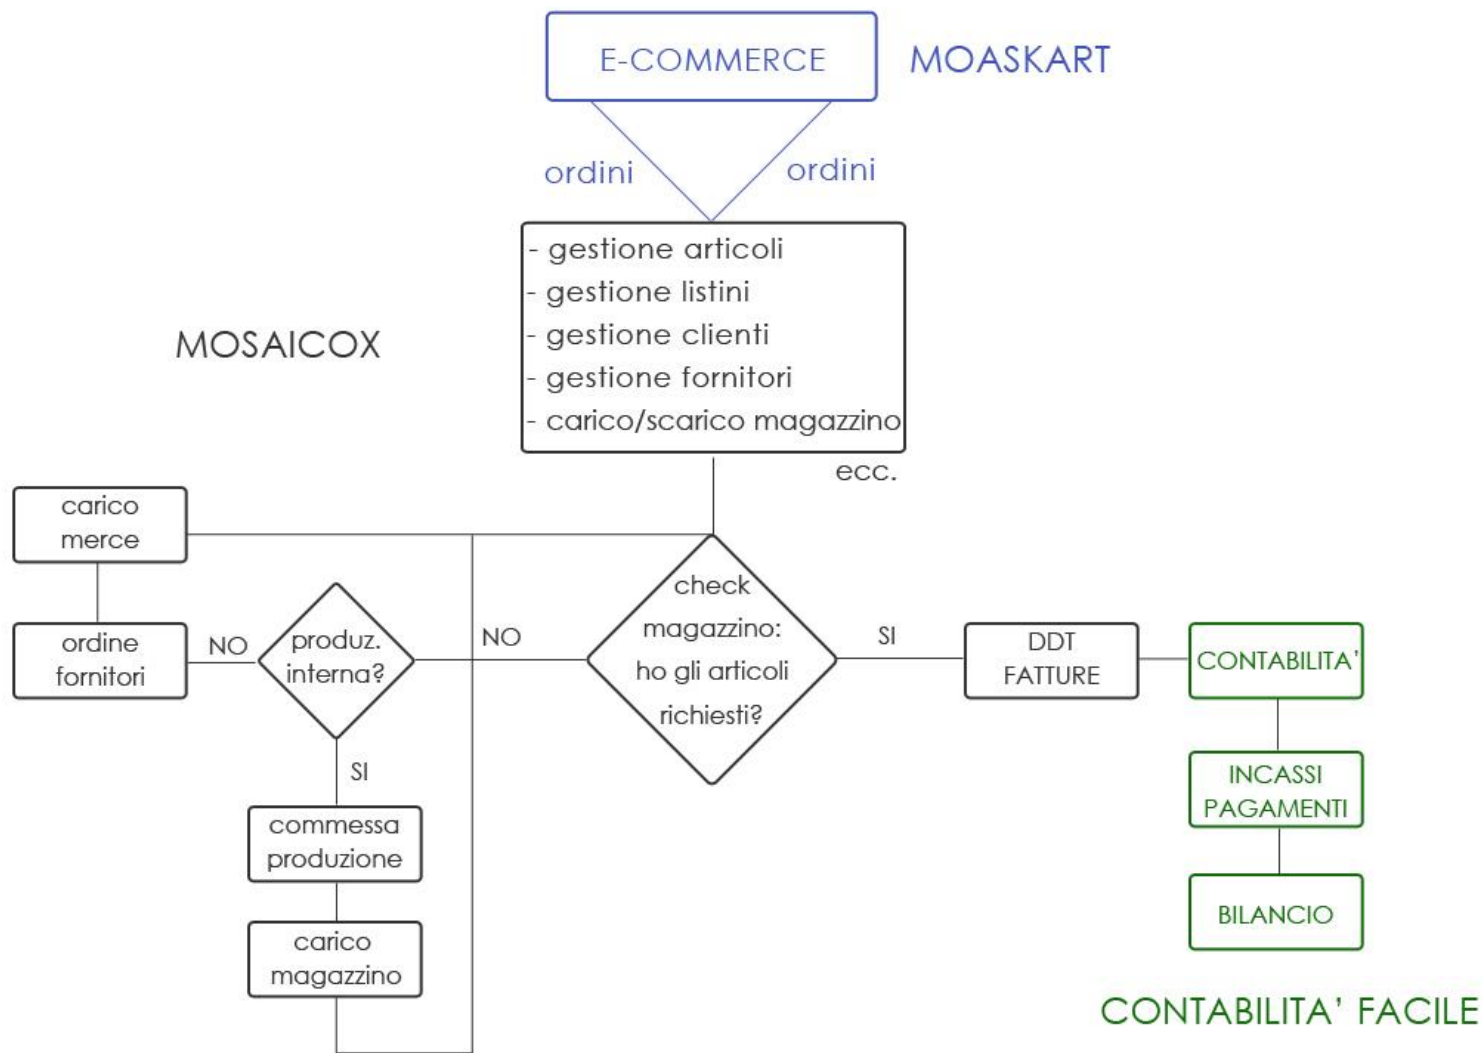 E-COMMERCE
MOASKART
ordini
ordini
- gestione articoli
- gestione listini
- gestione clienti
- gestione fornitori
- carico/scarico magazzino
ecc.
MOSAICOX
carico
merce
ordine
fornitori
NO
produz.
interna?
NO
check
magazzino:
ho gli articoli
richiesti?
SI
DDT
FATTURE
CONTABILITA'
SI
commessa
produzione
carico
magazzino
INCASSI
PAGAMENTI
BILANCIO
CONTABILITA' FACILE